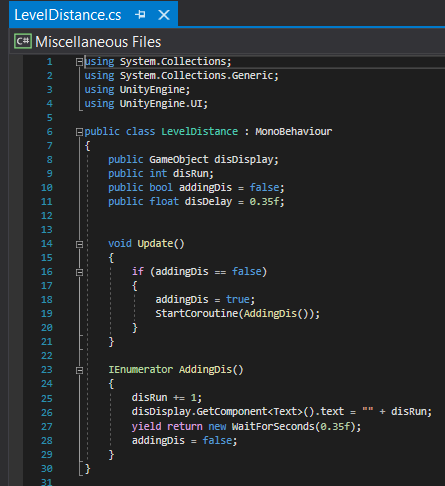 LevelDistance.cs
C# Miscellaneous Files
1 using System.Collections;
2 using System.Collections.Generic;
3 using UnityEngine;
4 using UnityEngine.UI;
5
6 public class LevelDistance : MonoBehaviour
7 {
8 public GameObject disDisplay;
9 public int disRun;
10 public bool addingDis = false;
11 public float disDelay = 0.35f;
12
13
14 void Update()
15 {
16 if (addingDis == false)
17 {
18 addingDis = true;
19 StartCoroutine(AddingDis());
20 }
21 }
22
23 IEnumerator AddingDis()
24 {
25 disRun += 1;
26 disDisplay.GetComponent<Text>().text = "" + disRun;
27 yield return new WaitForSeconds(0.35f);
28 addingDis = false;
29 }
30 }
31